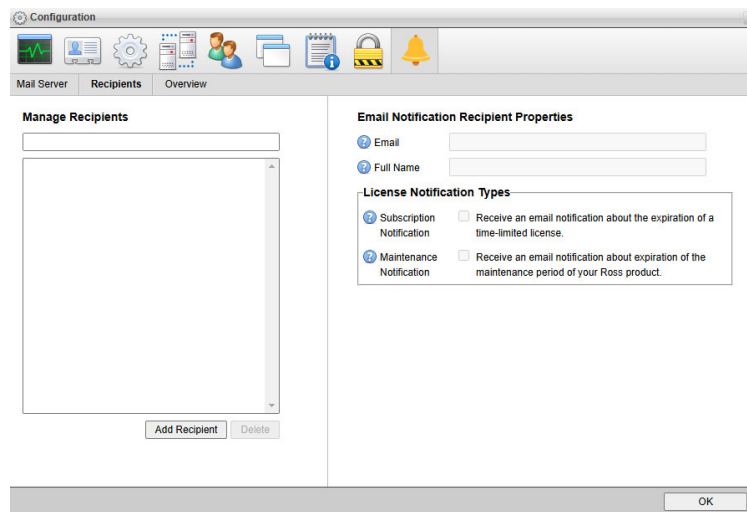 Configuration
Mail Server Recipients Overview
Manage Recipients
Add Recipient Delete
Email Notification Recipient Properties
Email
Full Name
License Notification Types
Subscription Notification
Receive an email notification about the expiration of a
time-limited license.
Maintenance Notification
Receive an email notification about expiration of the
maintenance period of your Ross product.
OK